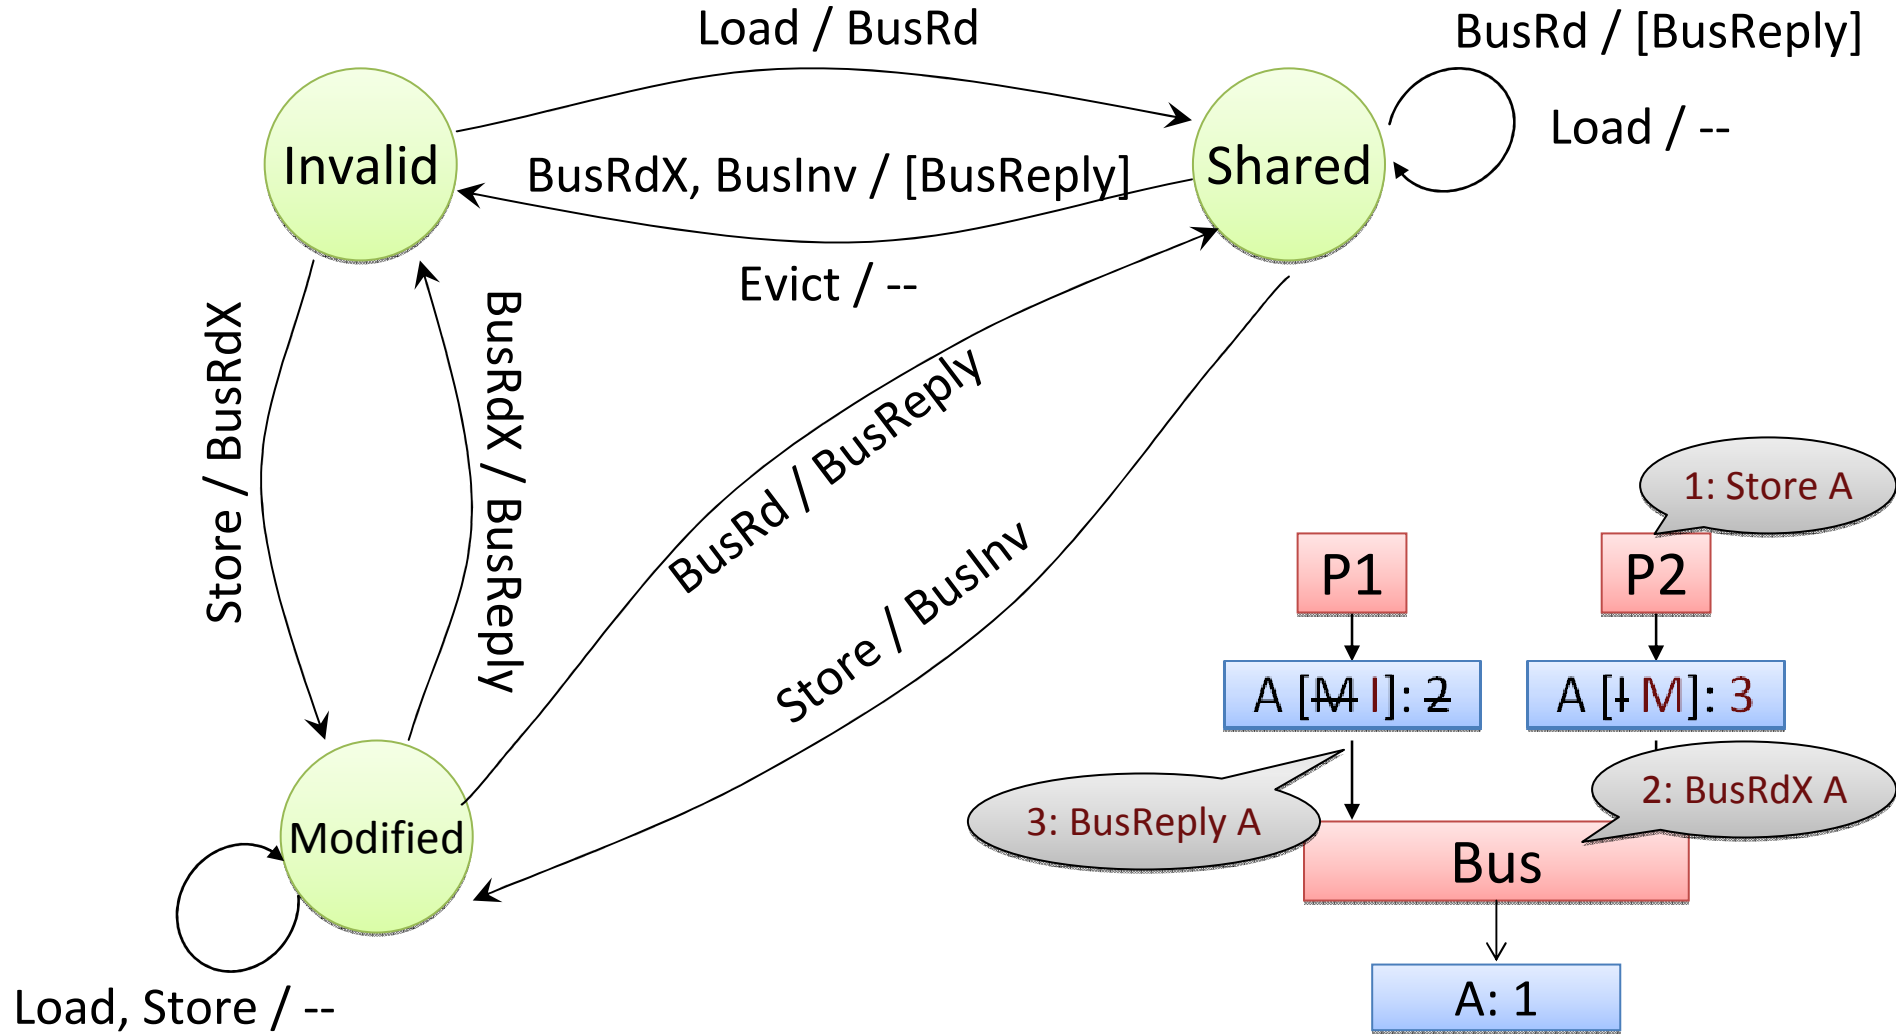 Load / BusRd
BusRd / [BusReply]
Load / --
Invalid
BusRdX, BusInv / [BusReply]
Shared
Evict / --
Store / BusRdX
BusRdX / BusReply
BusRd / BusReply
Store / BusInv
Modified
Load, Store / --
1: Store A
P1
P2
A [M I]: 2
A [I M]: 3
2: BusRdX A
3: BusReply A
Bus
A: 1